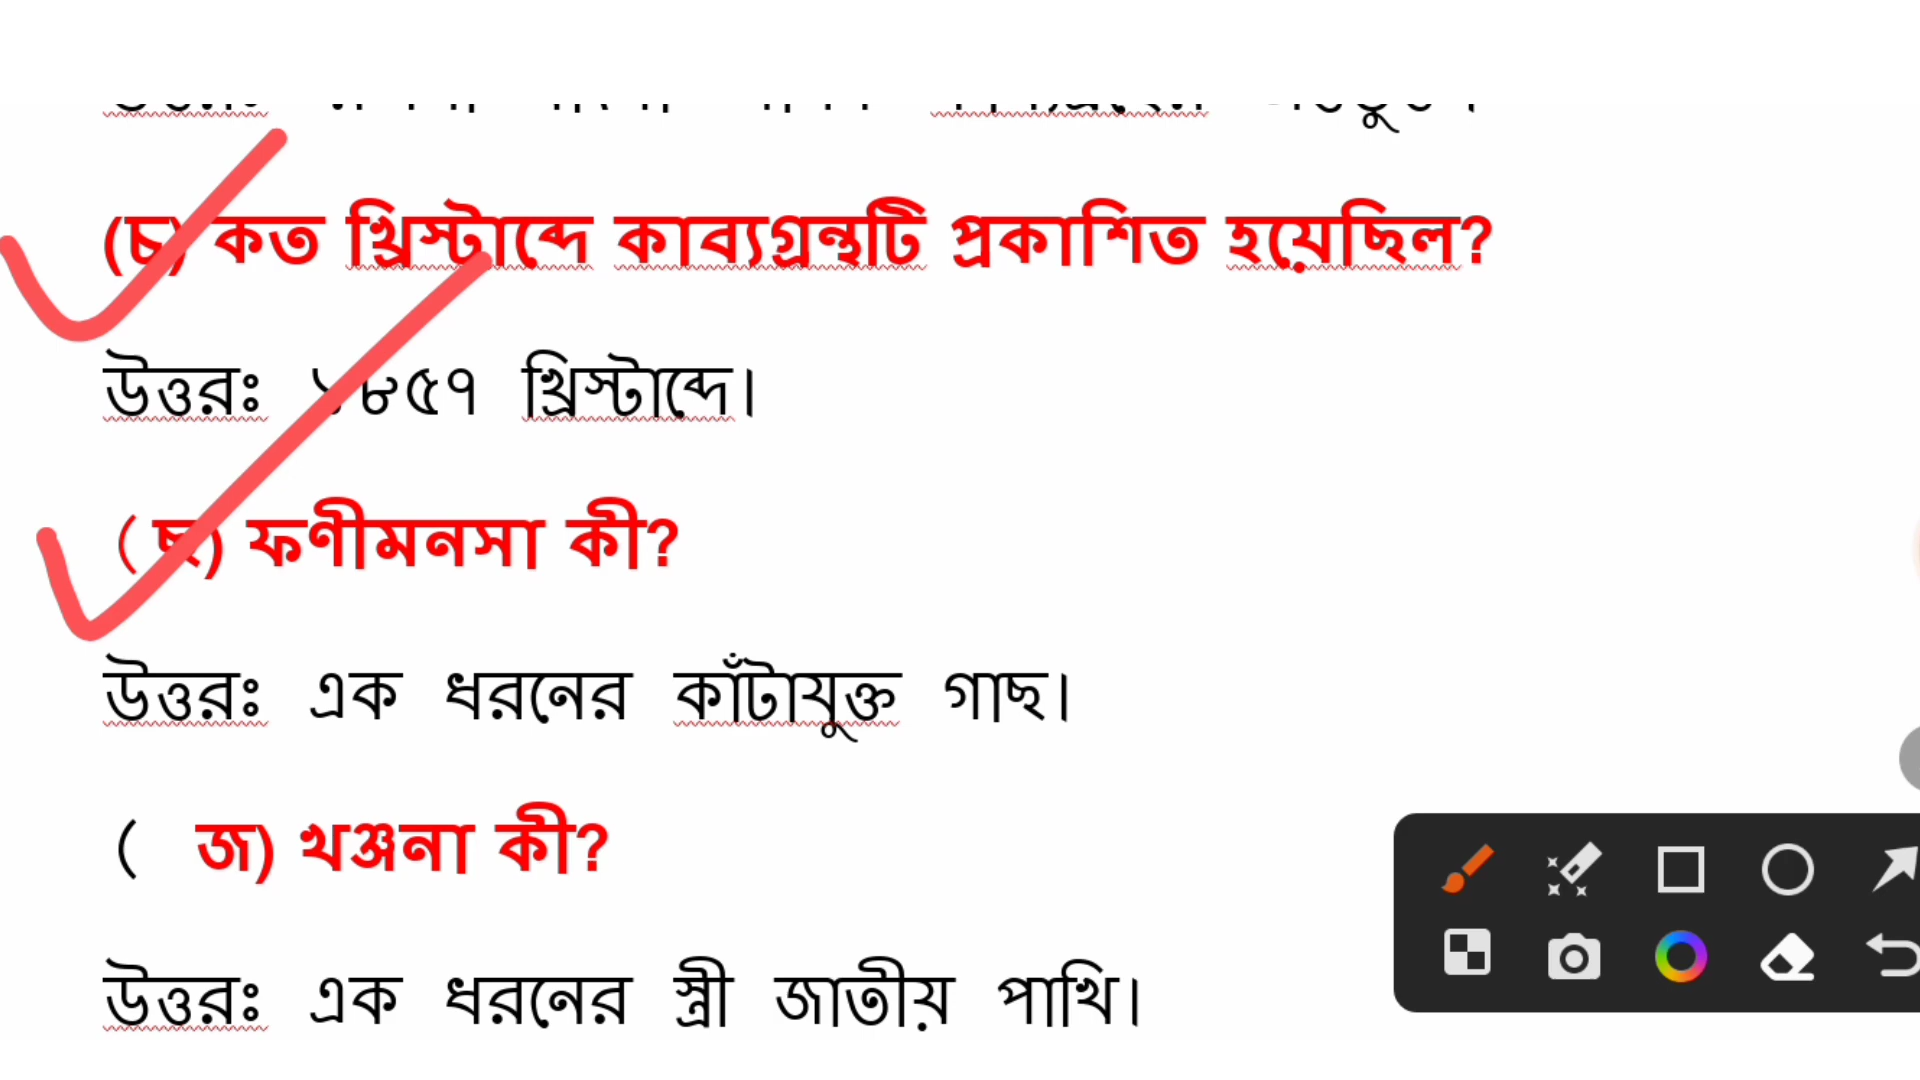 (চ) কত খ্রিস্টাব্দে কাব্যগ্রন্থটি প্রকাশিত হয়েছিল?
উত্তরঃ ১৮৫৭ খ্রিস্টাব্দে।
( ছ) ফণীমনসা কী?
উত্তরঃ এক ধরনের কাঁটাযুক্ত গাছ।
( জ) খঞ্জনা কী?
উত্তরঃ এক ধরনের স্ত্রী জাতীয় পাখি।